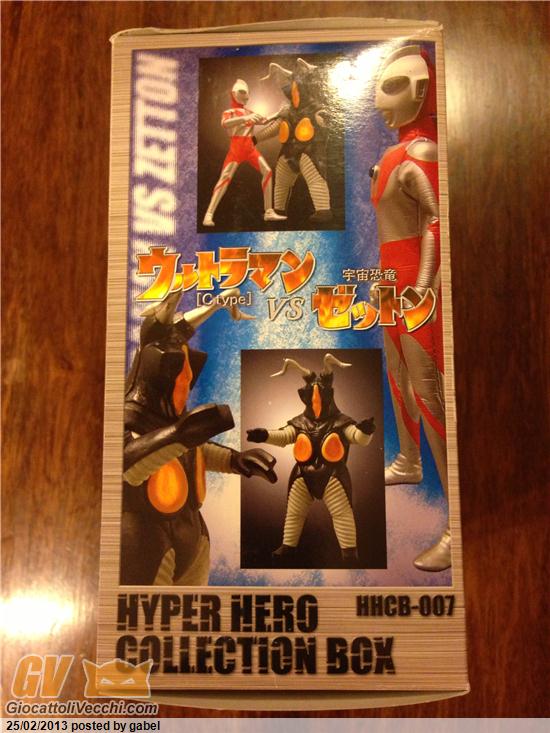 VS ZETTON
ウルトラマン
[C type]
VS
宇宙恐竜
ゼットン
HYPER HERO
COLLECTION BOX
HHCB-007
GV
GiocattoliVecchi.com
25/02/2013 posted by gabel